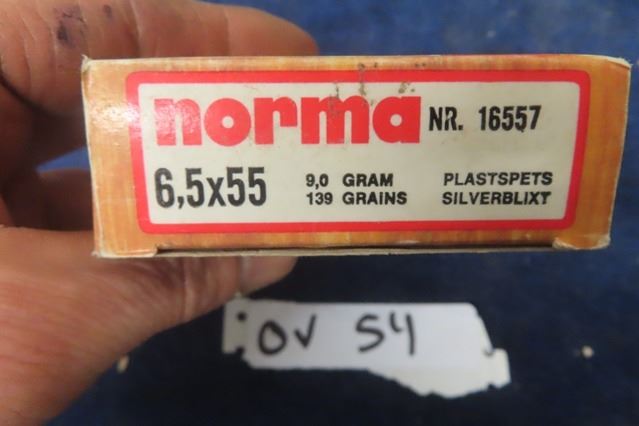 norma NR. 16557
6,5x55 9,0 GRAM PLASTSPETS
139 GRAINS SILVERBLIXT
OV 54